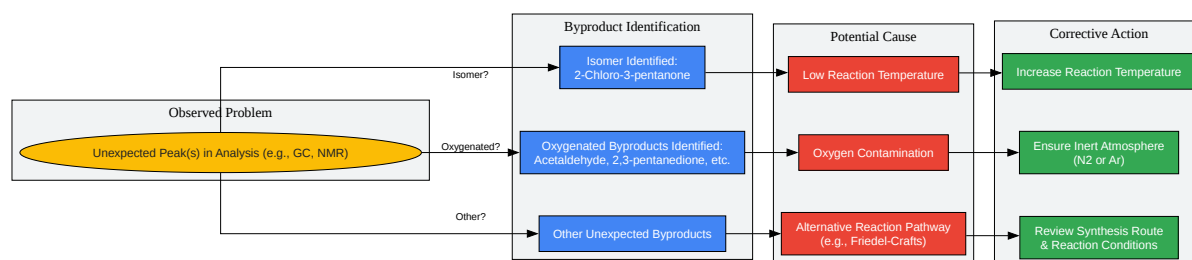 Byproduct Identification
Potential Cause
Corrective Action
Isomer Identified:
2-Chloro-3-pentanone
Isomer?
Low Reaction Temperature
Increase Reaction Temperature
Observed Problem
Unexpected Peak(s) in Analysis (e.g., GC, NMR)
Oxygenated?
Oxygenated Byproducts Identified:
Acetaldehyde, 2,3-pentanedione, etc.
Oxygen Contamination
Ensure Inert Atmosphere
(N2 or Ar)
Other?
Other Unexpected Byproducts
Alternative Reaction Pathway
(e.g., Friedel-Crafts)
Review Synthesis Route
& Reaction Conditions